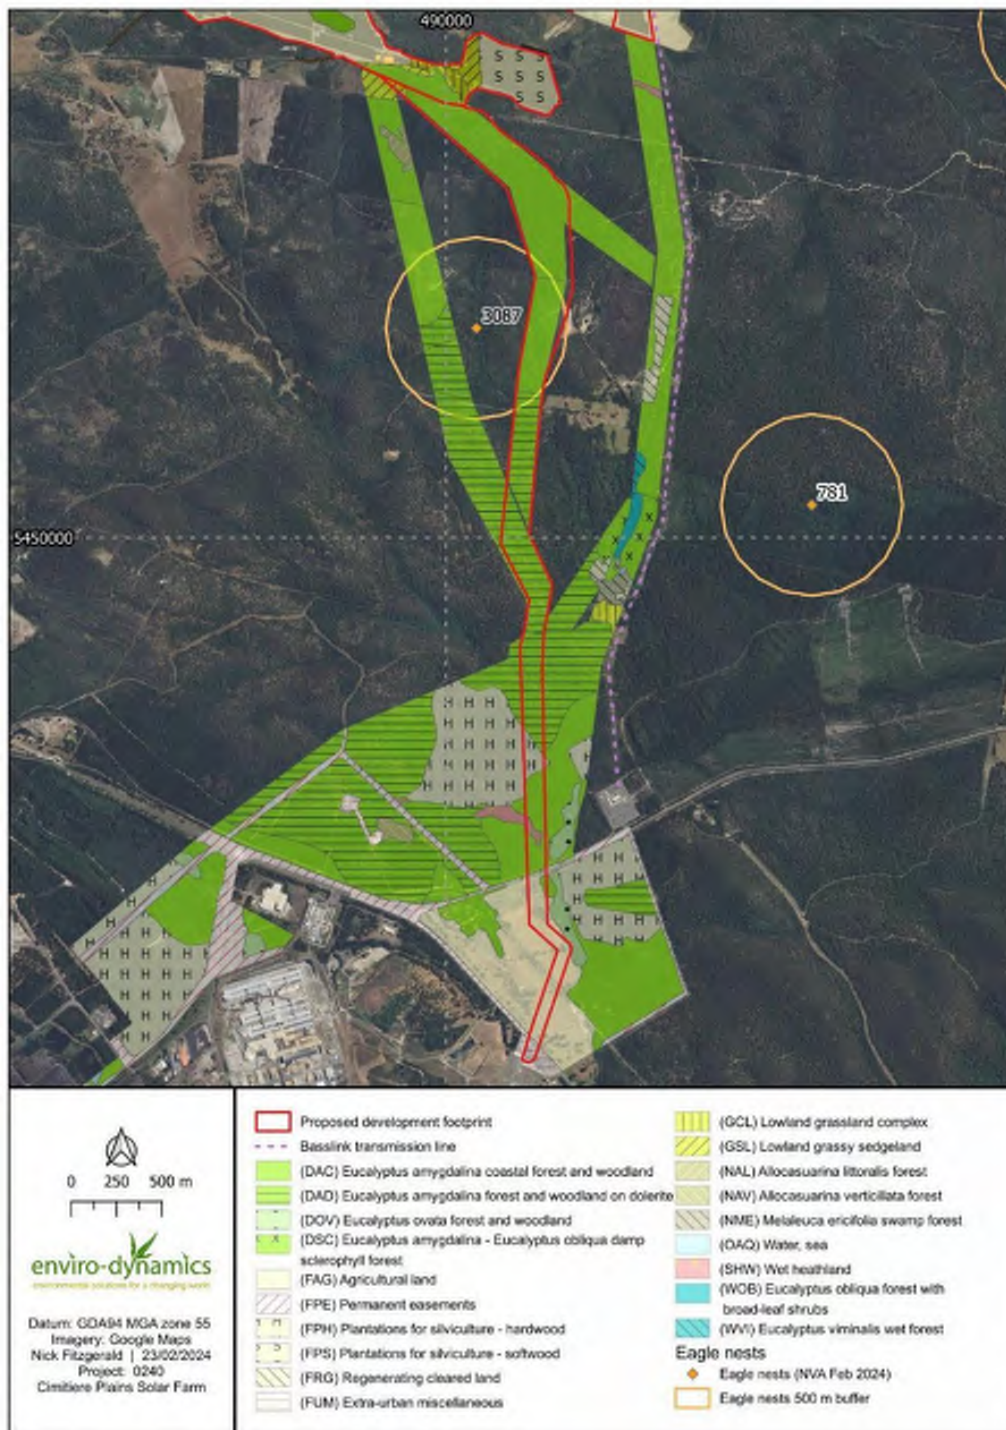 490000
S S S
S S S
S S
3087
781
X
X
X
X
X
5450000
H H H H
H H H H
H H H H H
H H H H H
H H H H
H
H H H H
H H
H
H H H
H H
H H H
H H H H
H H H H
H H H
H H
H H
Proposed development footprint
Basslink transmission line
(DAC) Eucalyptus amygdalina coastal forest and woodland
(DAD) Eucalyptus amygdalina forest and woodland on dolerite
(DOV) Eucalyptus ovata forest and woodland
(DSC) Eucalyptus amygdalina - Eucalyptus obliqua damp
sclerophyll forest
(FAG) Agricultural land
(FPE) Permanent easements
(FPH) Plantations for silviculture - hardwood
(FPS) Plantations for silviculture - softwood
(FRG) Regenerating cleared land
(FUM) Extra-urban miscellaneous
(GCL) Lowland grassland complex
(GSL) Lowland grassy sedgeland
(NAL) Allocasuarina littoralis forest
(NAV) Allocasuarina verticillata forest
(NME) Melaleuca ericifolia swamp forest
(OAQ) Water, sea
(SHW) Wet heathland
(WOB) Eucalyptus obliqua forest with
broad-leaf shrubs
(WVI) Eucalyptus viminalis wet forest
Eagle nests
Eagle nests (NVA Feb 2024)
Eagle nests 500 m buffer
0 250 500 m
enviro-dynamics
environmental solutions for a changing world
Datum: GDA94 MGA zone 55
Imagery: Google Maps
Nick Fitzgerald | 23/02/2024
Project: 0240
Cimitiere Plains Solar Farm